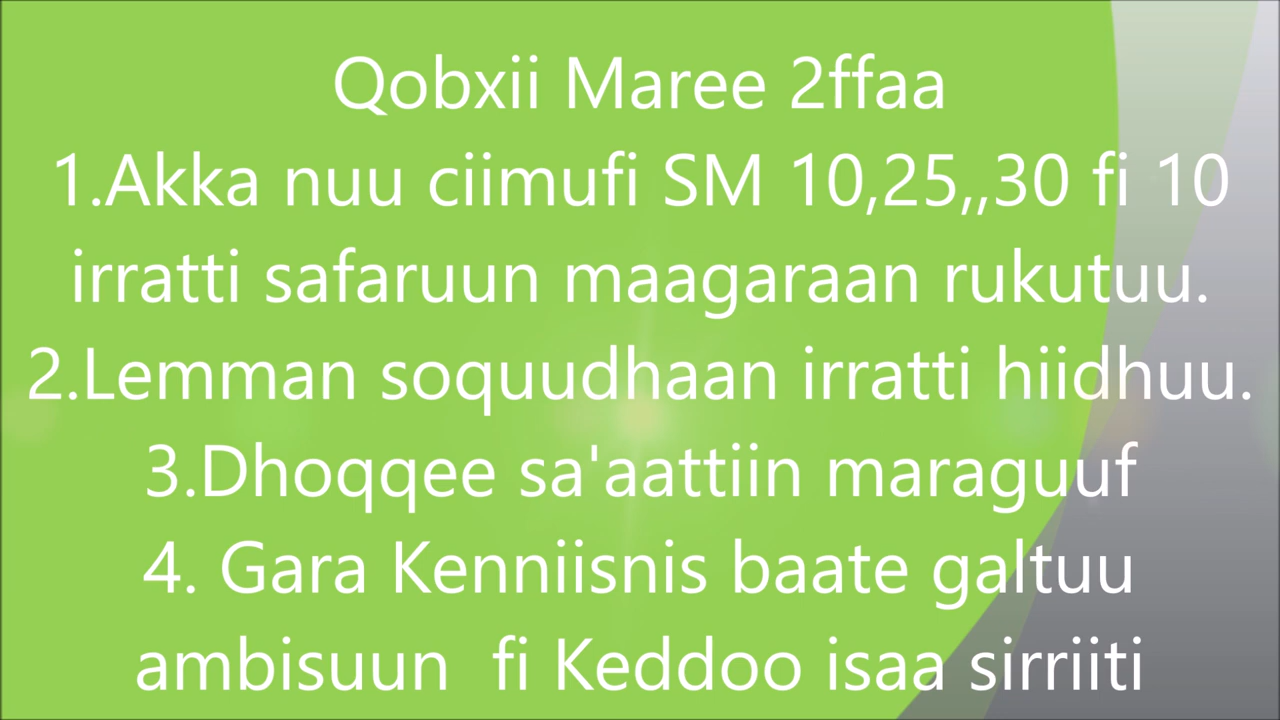 Qobxii Maree 2ffaa
1.Akka nuu ciimufi SM 10,25,,30 fi 10
irratti safaruun maagaraan rukutuu.
2.Lemman soquudhaan irratti hiidhuu.
3.Dhoqqee sa'aattiin maraguuf
4. Gara Kenniisnis baate galtuu
ambisuun  fi Keddoo isaa sirriiti